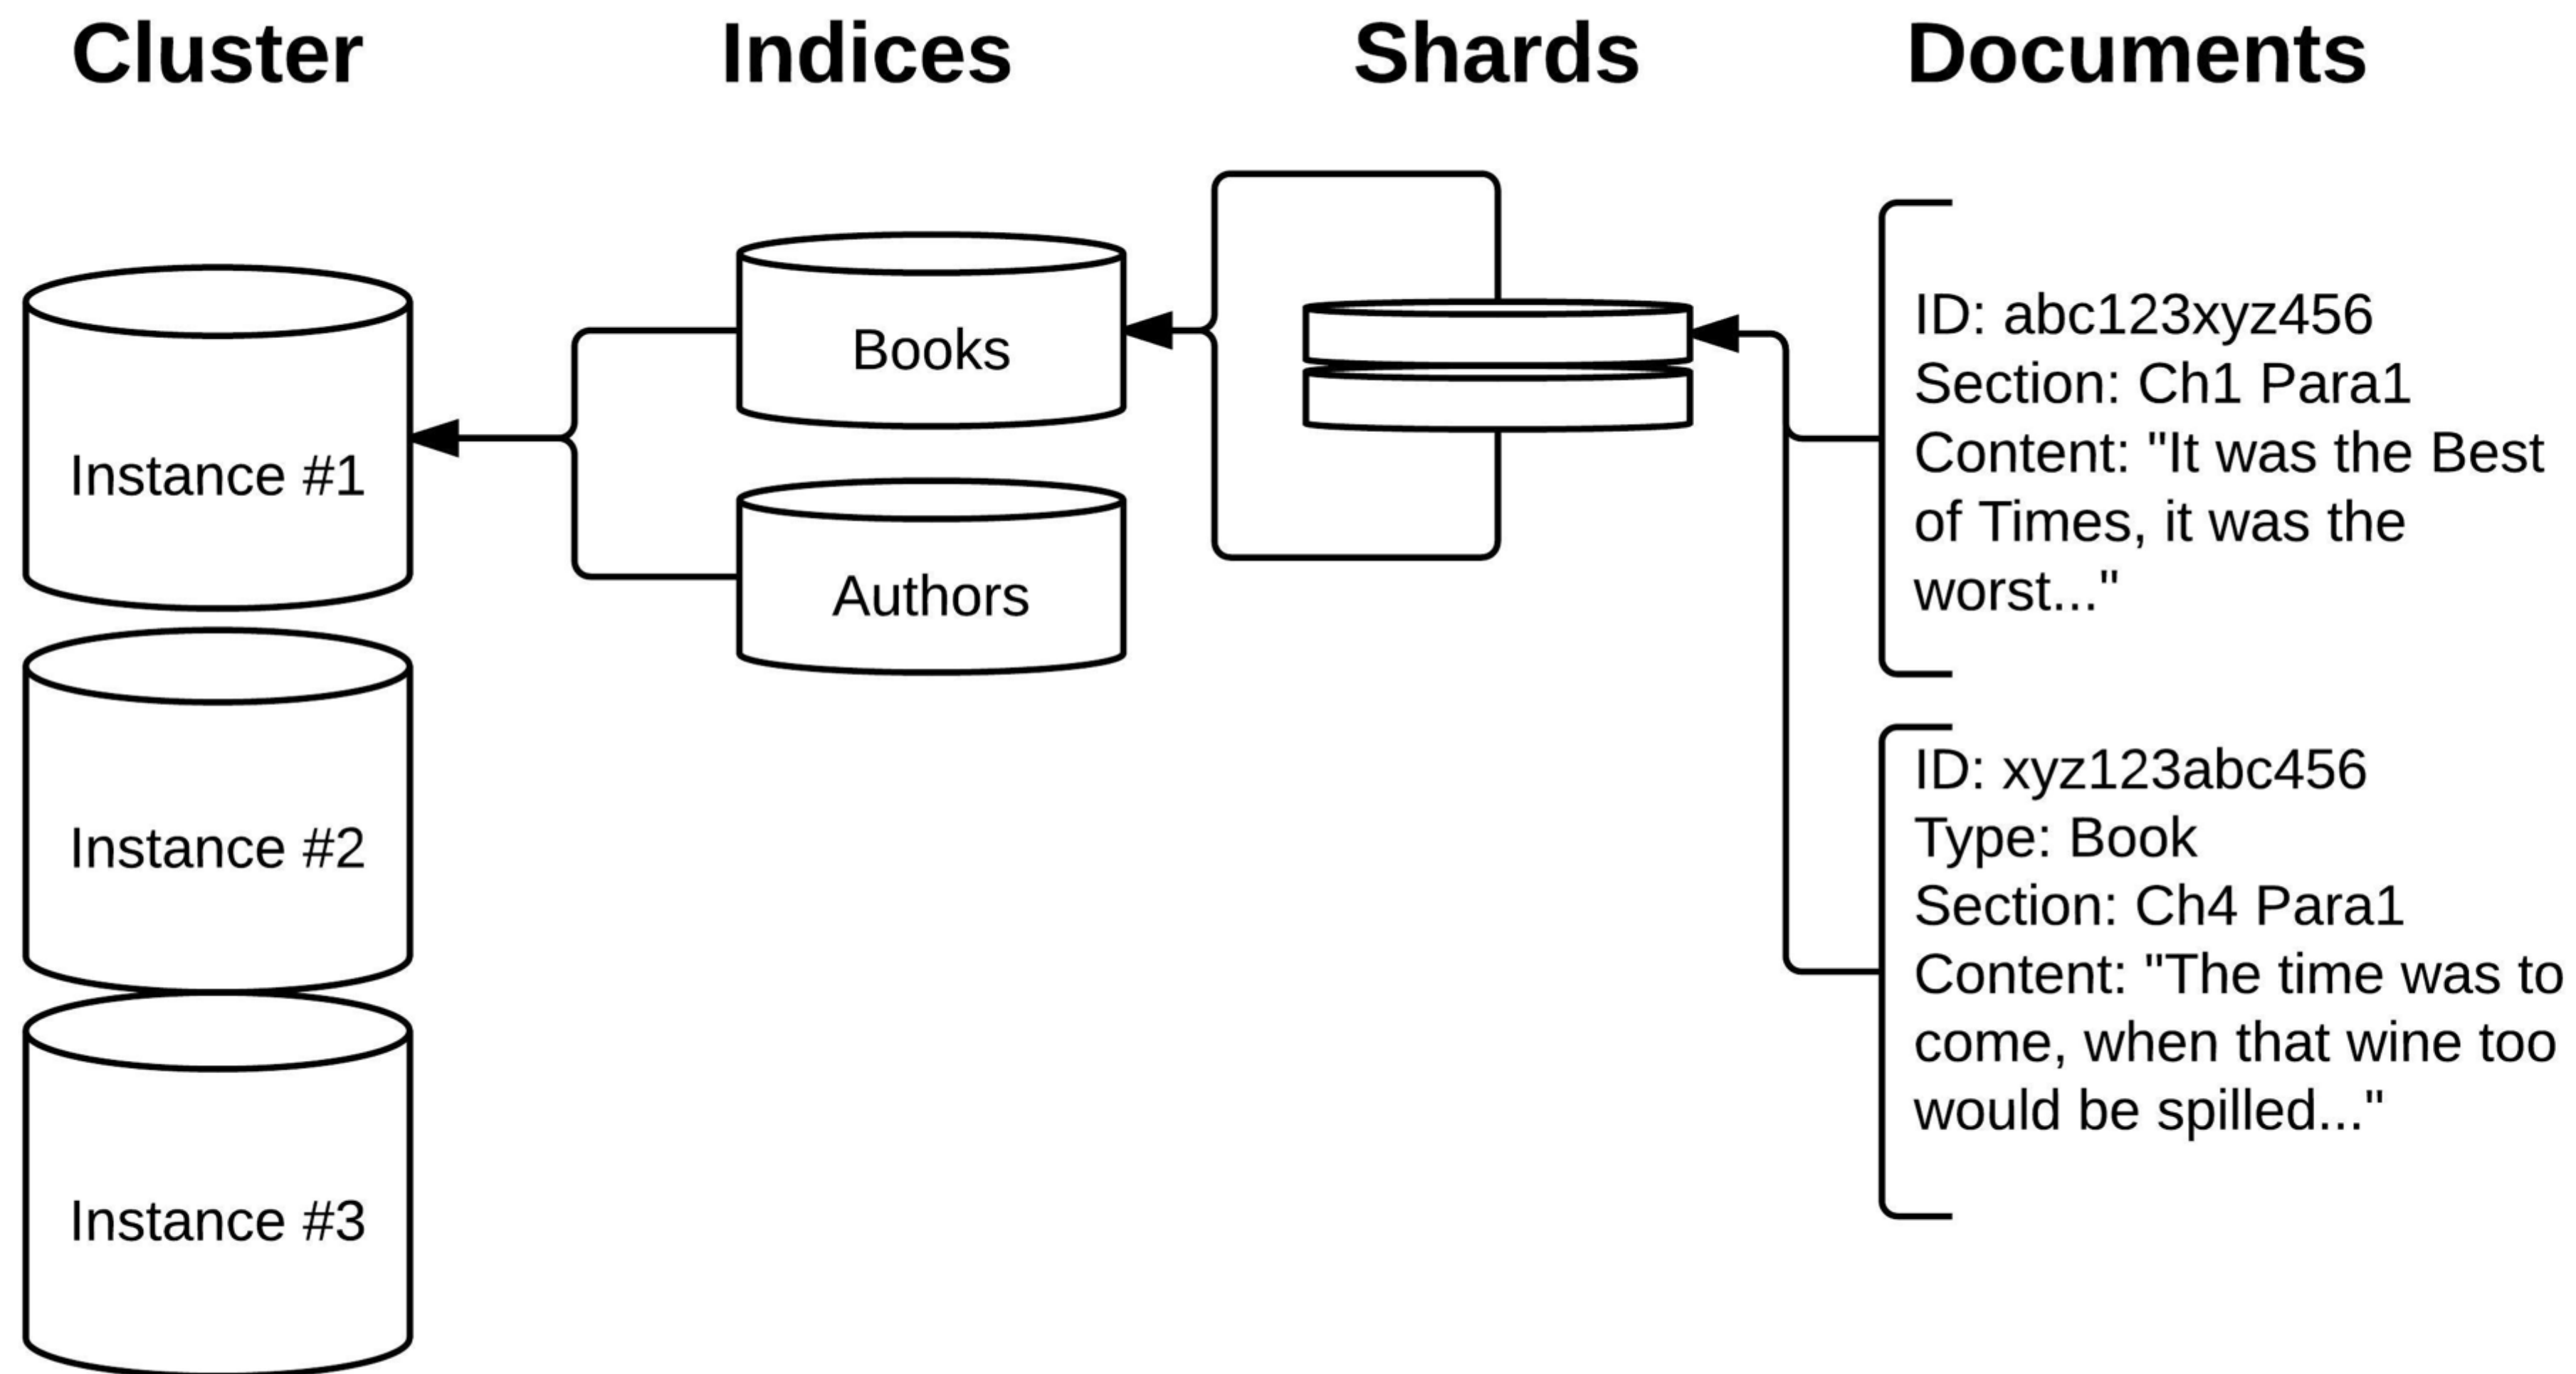 Cluster
Indices
Shards
Documents
Instance #1
Instance #2
Instance #3
Books
Authors
ID: abc123xyz456
Section: Ch1 Para1
Content: "It was the Best
of Times, it was the
worst..."
ID: xyz123abc456
Type: Book
Section: Ch4 Para1
Content: "The time was to
come, when that wine too
would be spilled..."